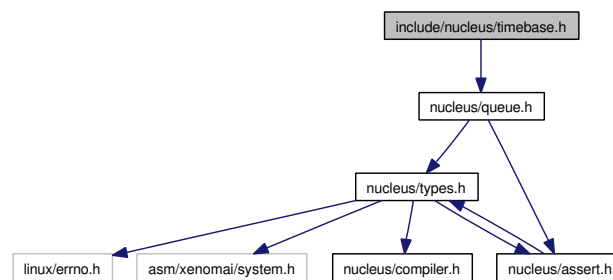 include/nucleus/timebase.h
nucleus/queue.h
nucleus/types.h
linux/errno.h
asm/xenomai/system.h
nucleus/compiler.h
nucleus/assert.h